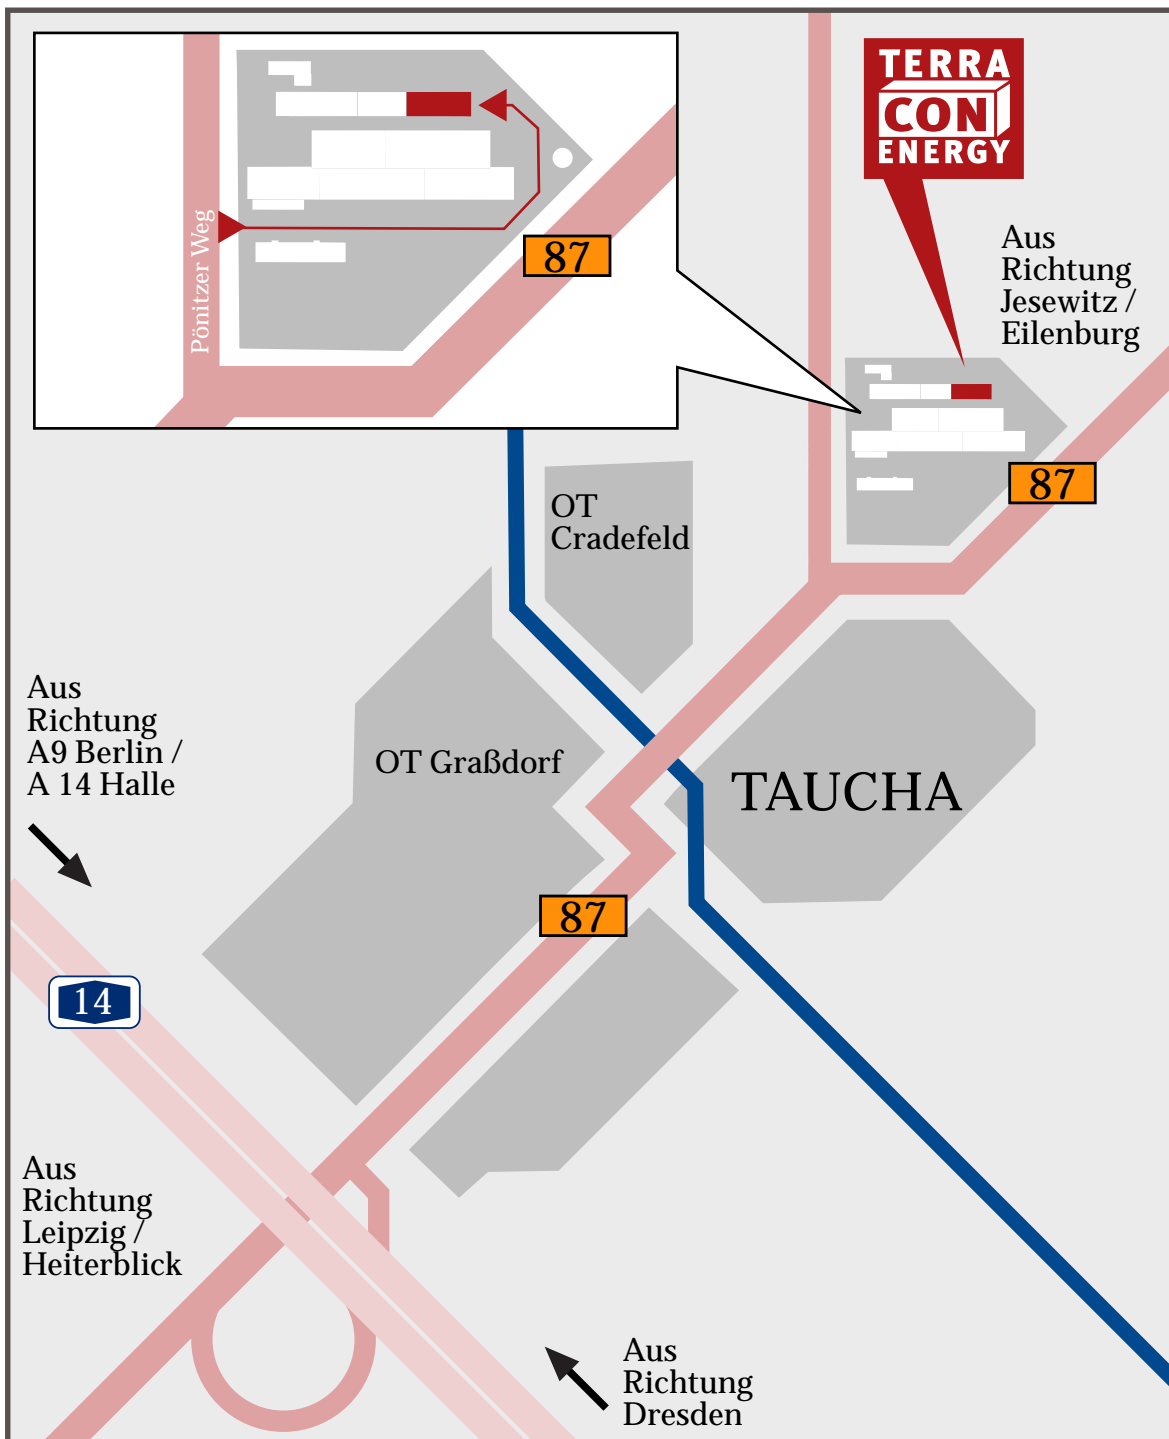 TERRA
CON
ENERGY
Pönitzer Weg
87
Aus
Richtung
Jesewitz /
Eilenburg
87
OT
Cradefeld
Aus
Richtung
A9 Berlin /
A 14 Halle
OT Graßdorf
TAUCHA
87
14
Aus
Richtung
Leipzig /
Heiterblick
Aus
Richtung
Dresden